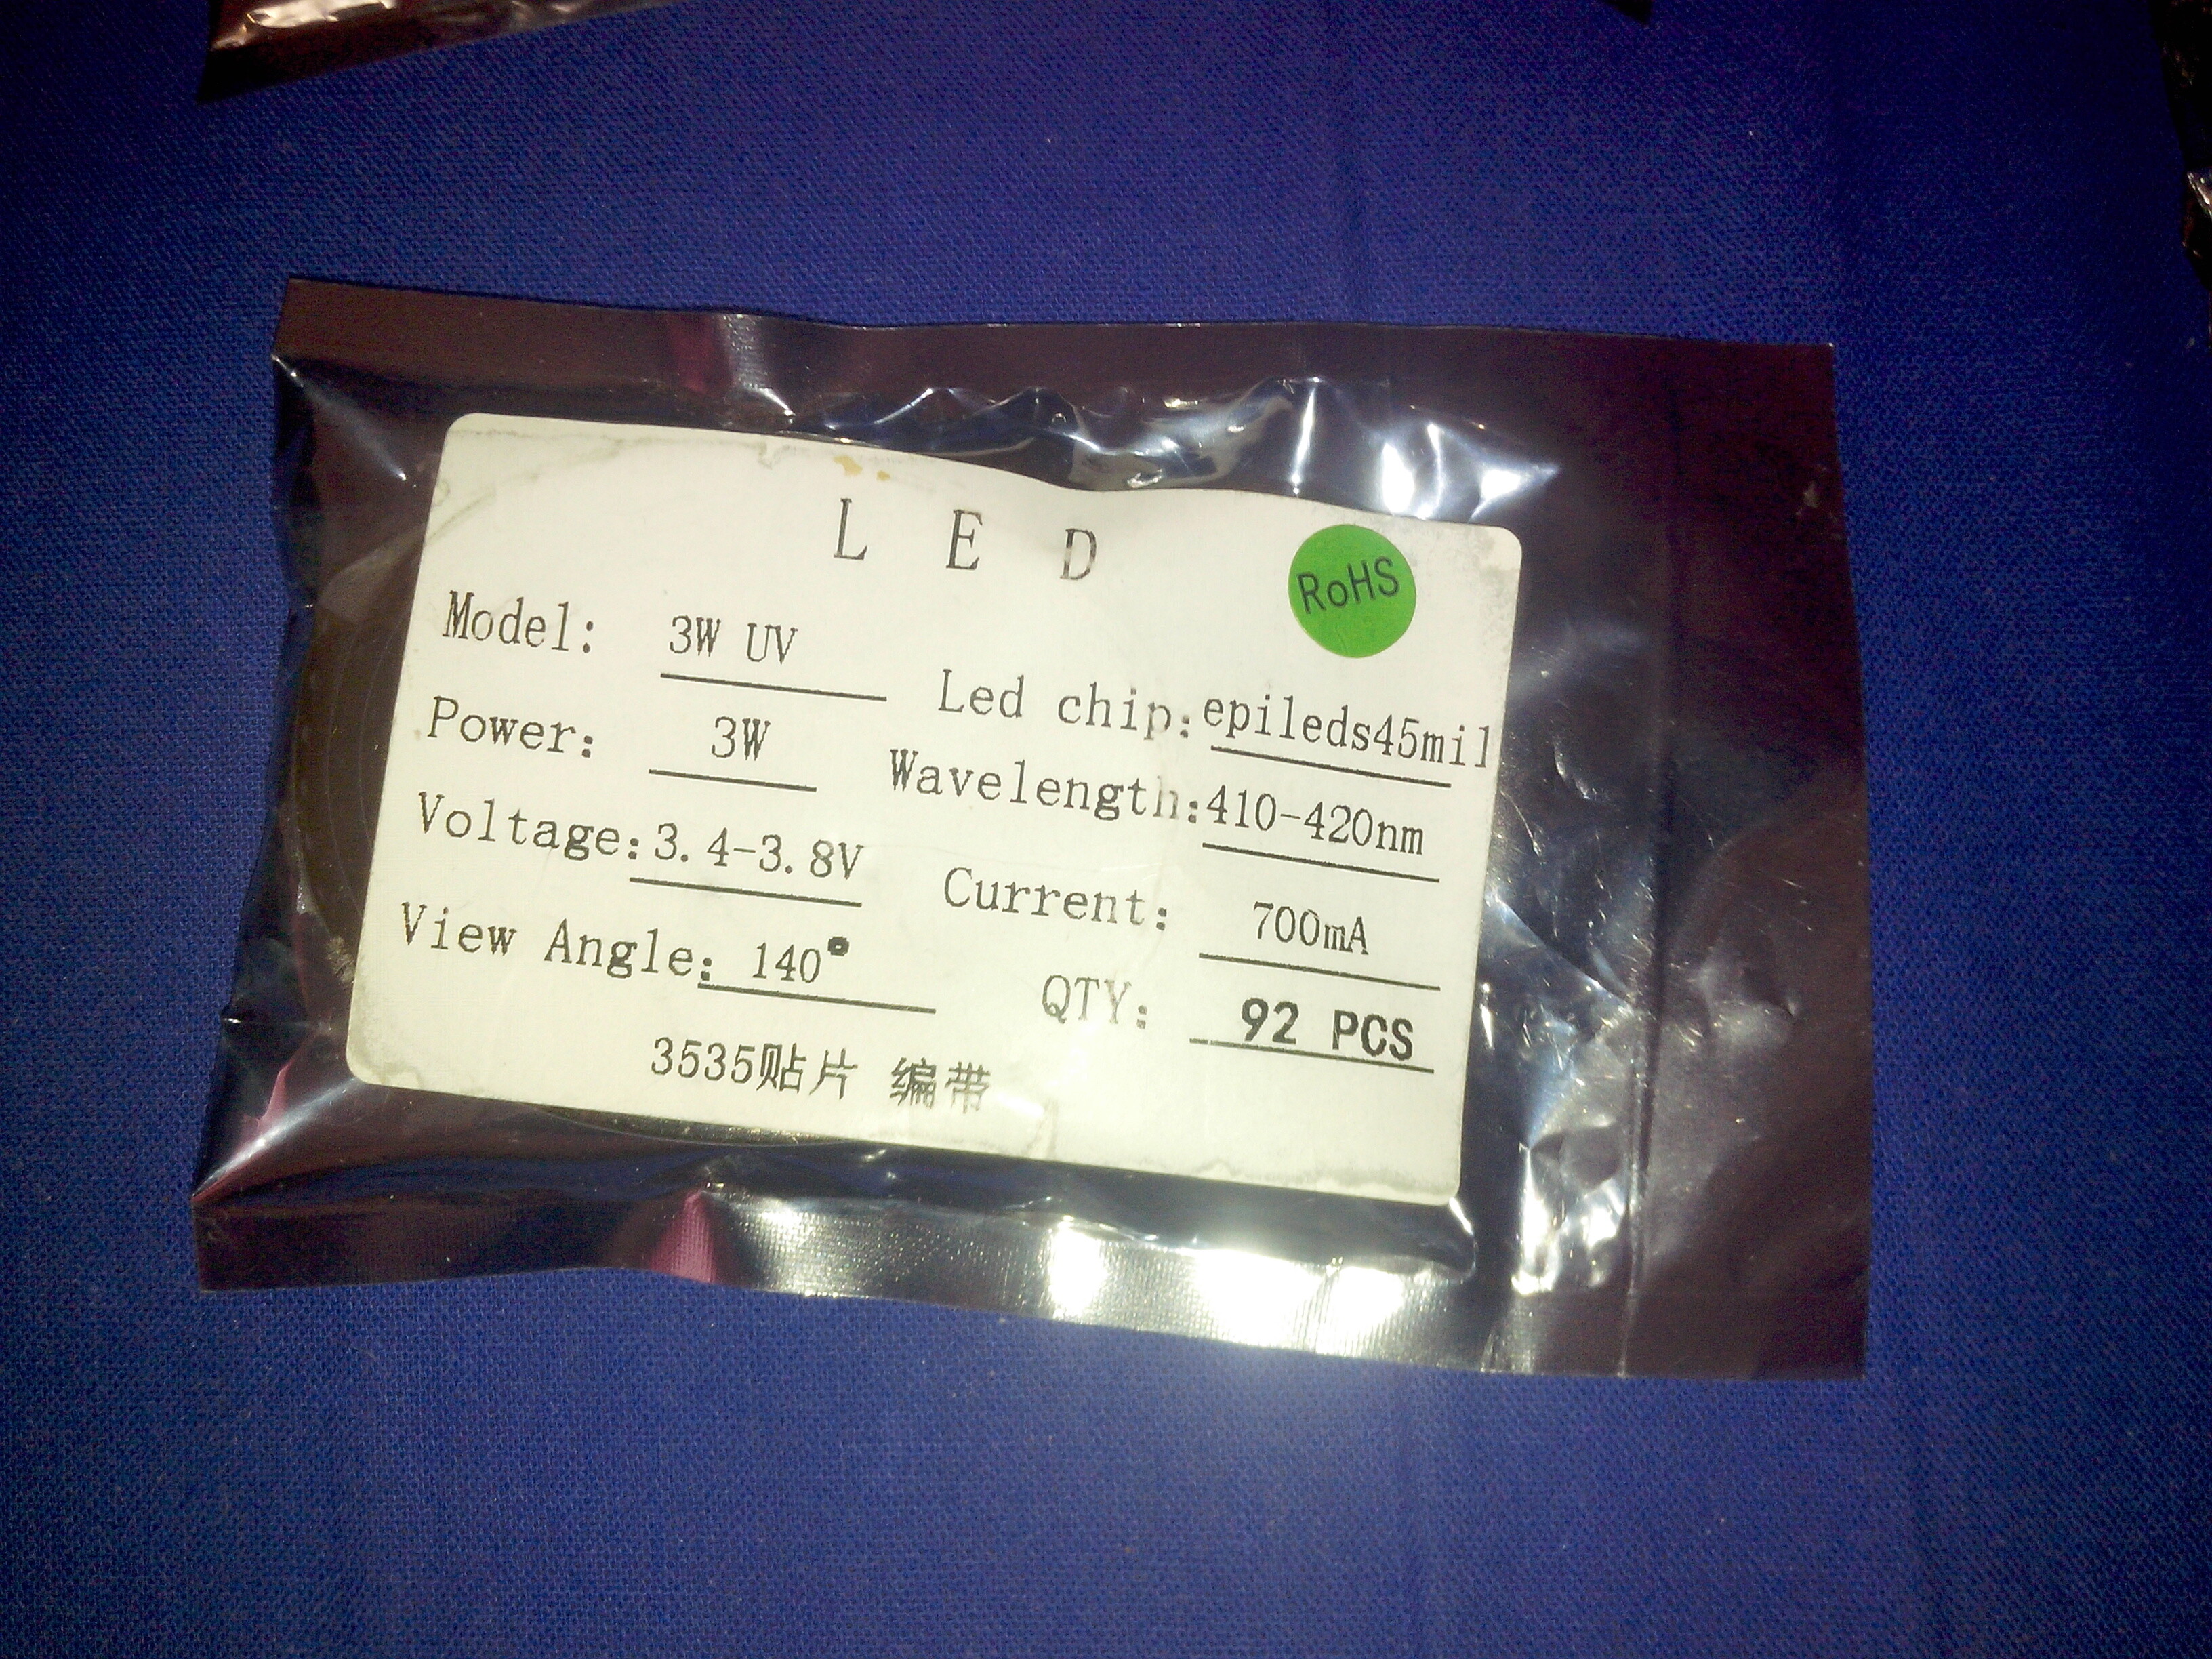 L E D
RoHS
Model: 3W UV
Led chip: epileds45mil
Power: 3W
Wavelength: 410-420nm
Voltage: 3.4-3.8V
Current: 700mA
View Angle: 140°
QTY: 92 PCS
3535贴片 编带